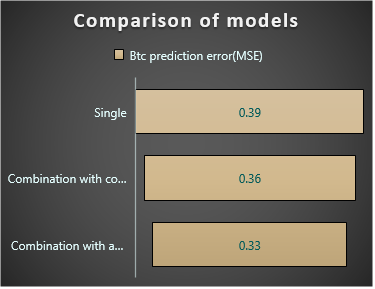 Comparison of models
Btc prediction error(MSE)
Single
0.39
Combination with co...
0.36
Combination with a...
0.33